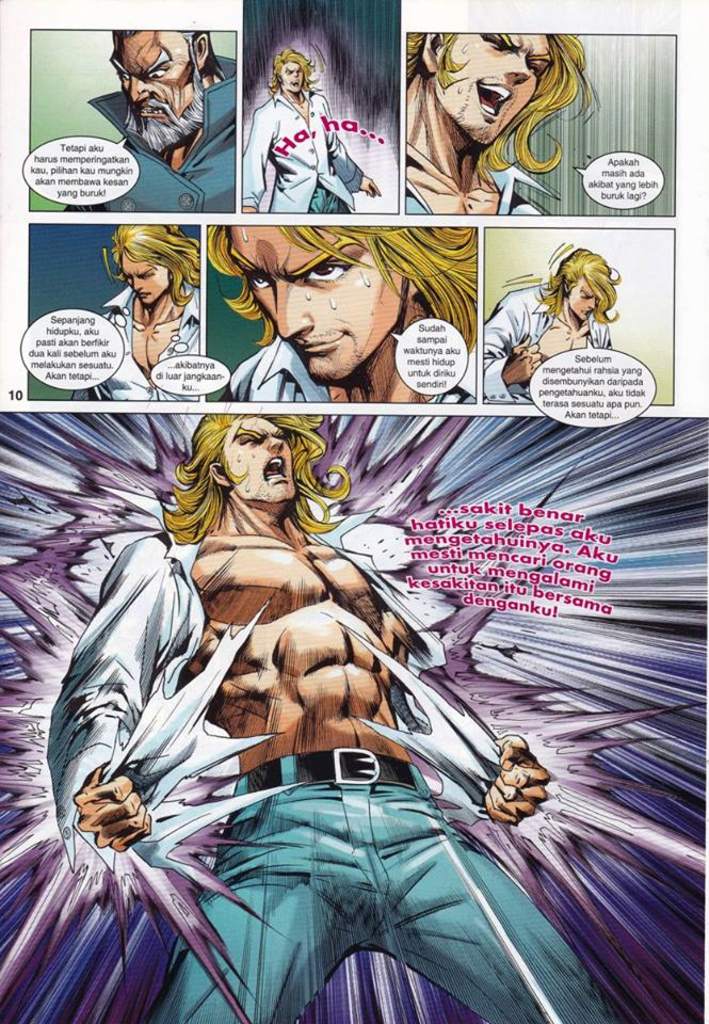 Tetapi aku
harus memperingatkan
kau, pilihan kau mungkin
akan membawa kesan
yang buruk!
Ha, ha...
Apakah
masih ada
akibat yang lebih
buruk lagi?
Sepanjang
hidupku, aku
pasti akan berfikir
dua kali sebelum aku
melakukan sesuatu.
Akan tetapi...
...akibatnya
di luar jangkaan-
ku...
Sudah
sampai
waktunya aku
mesti hidup
untuk diriku
sendiri!
Sebelum
mengetahui rahsia yang
disembunyikan daripada
pengetahuanku, aku tidak
terasa sesuatu apa pun.
Akan tetapi...
10
...sakit benar
hatiku selepas aku
mengetahuinya. Aku
mesti mencari orang
untuk mengalami
kesakitan itu bersama
denganku!